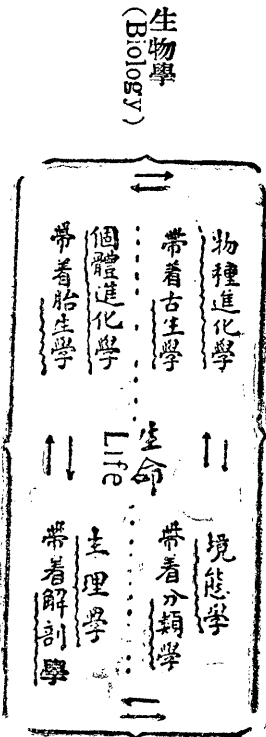 生物學
(Biology)
物種進化學
帶着古生學
個體進化學
帶着胎生學
生命
Life
境態學
帶着分類學
生理學
帶着解剖學